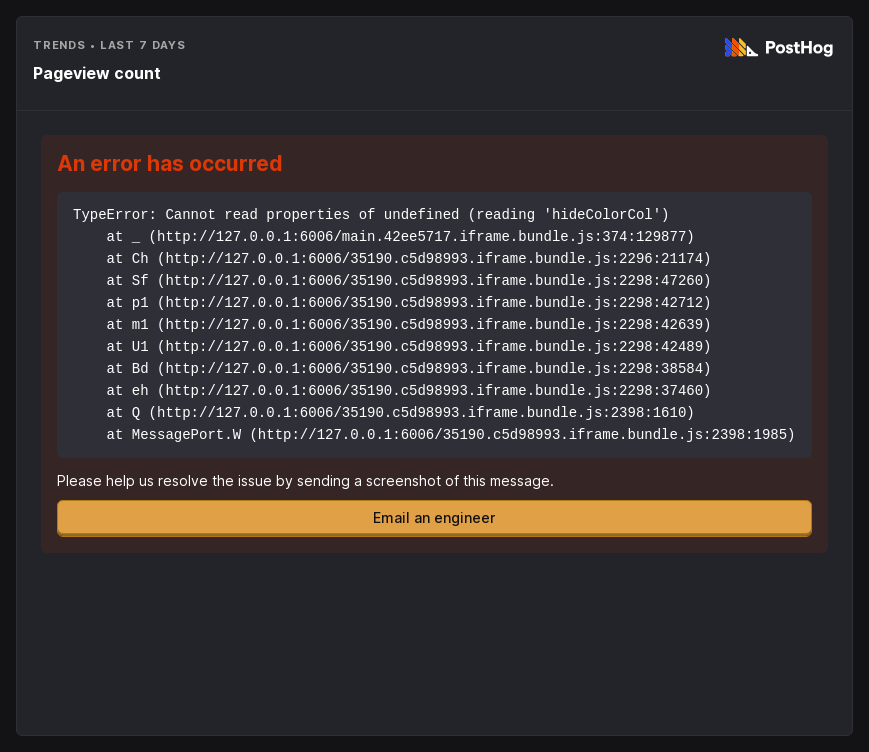 TRENDS • LAST 7 DAYS
PostHog
Pageview count
An error has occurred
TypeError: Cannot read properties of undefined (reading 'hideColorCol')
    at _ (http://127.0.0.1:6006/main.42ee5717.iframe.bundle.js:374:129877)
    at Ch (http://127.0.0.1:6006/35190.c5d98993.iframe.bundle.js:2296:21174)
    at Sf (http://127.0.0.1:6006/35190.c5d98993.iframe.bundle.js:2298:47260)
    at p1 (http://127.0.0.1:6006/35190.c5d98993.iframe.bundle.js:2298:42712)
    at m1 (http://127.0.0.1:6006/35190.c5d98993.iframe.bundle.js:2298:42639)
    at U1 (http://127.0.0.1:6006/35190.c5d98993.iframe.bundle.js:2298:42489)
    at Bd (http://127.0.0.1:6006/35190.c5d98993.iframe.bundle.js:2298:38584)
    at eh (http://127.0.0.1:6006/35190.c5d98993.iframe.bundle.js:2298:37460)
    at Q (http://127.0.0.1:6006/35190.c5d98993.iframe.bundle.js:2398:1610)
    at MessagePort.W (http://127.0.0.1:6006/35190.c5d98993.iframe.bundle.js:2398:1985)
Please help us resolve the issue by sending a screenshot of this message.
Email an engineer